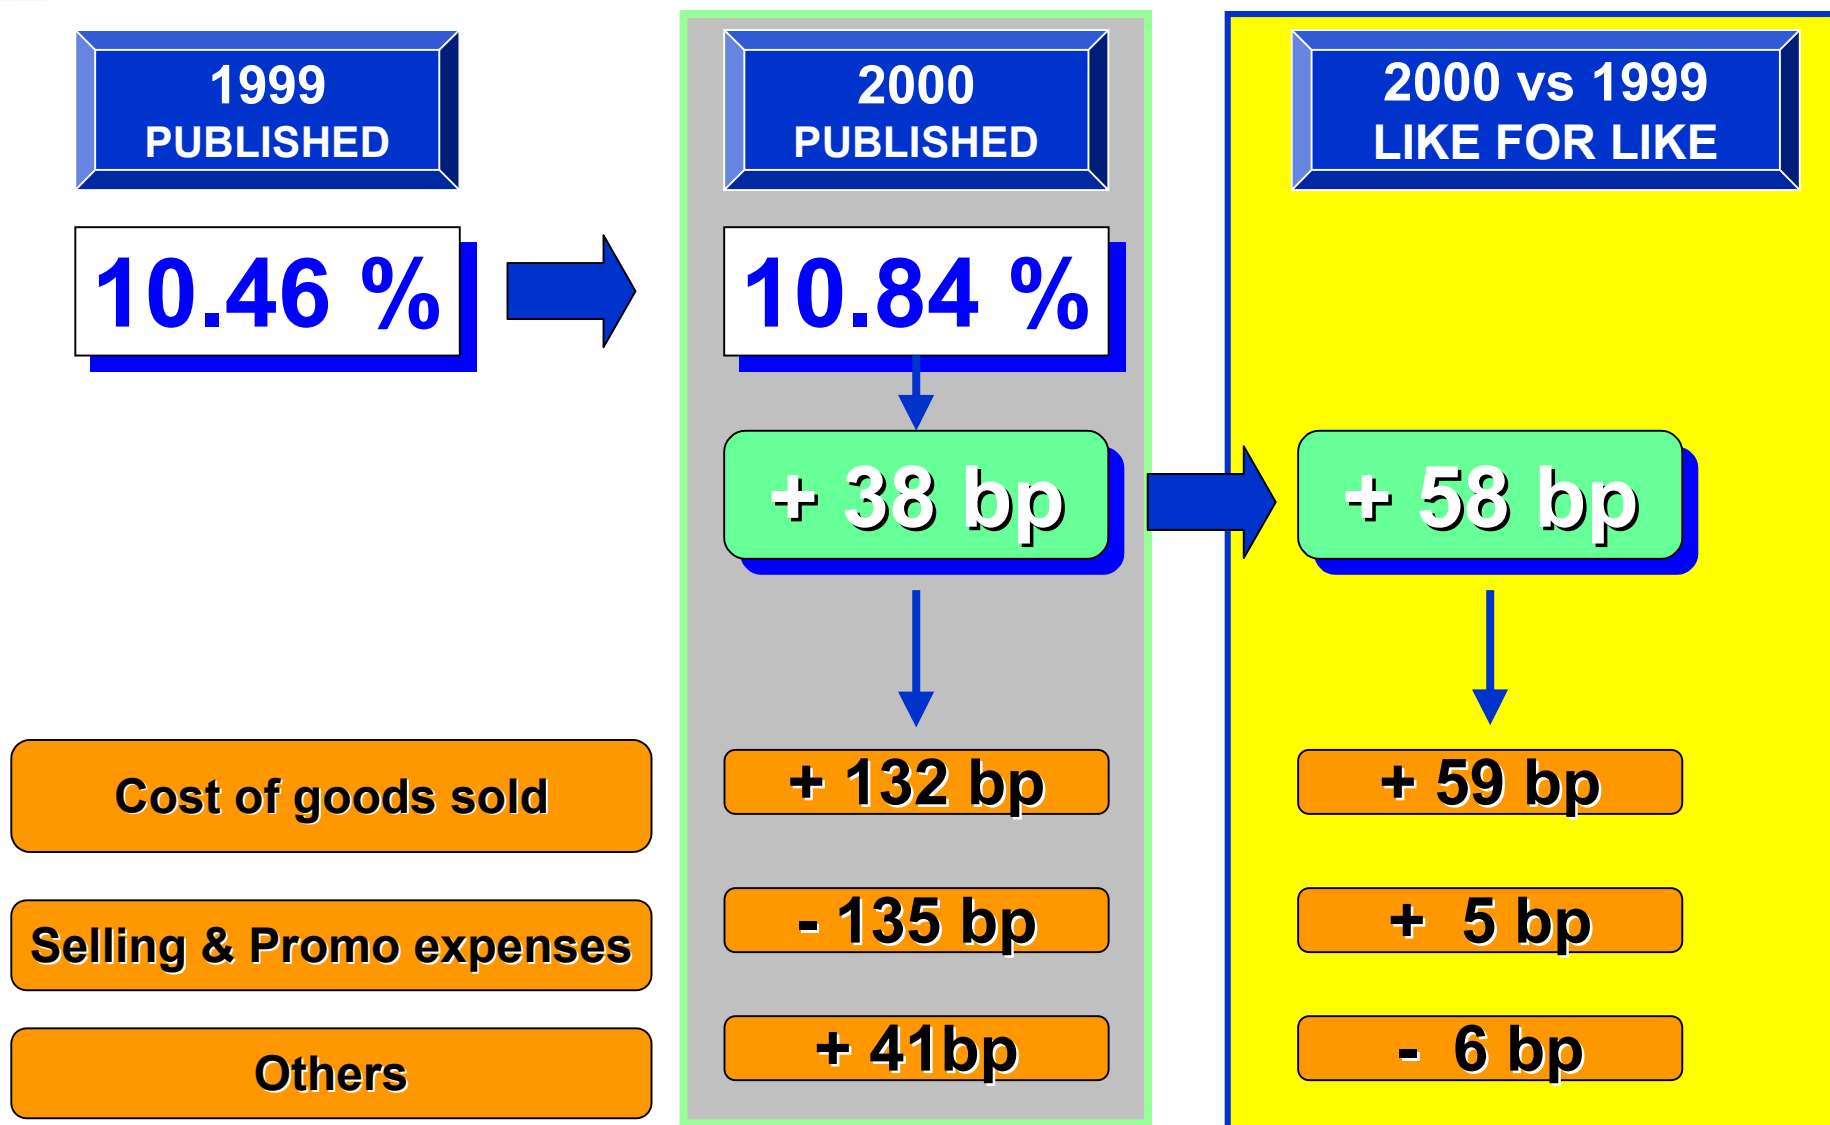 1999
PUBLISHED
2000
PUBLISHED
2000 vs 1999
LIKE FOR LIKE
10.46 %
10.84 %
+ 38 bp
+ 58 bp
Cost of goods sold
+ 132 bp
+ 59 bp
Selling & Promo expenses
- 135 bp
+ 5 bp
Others
+ 41bp
- 6 bp